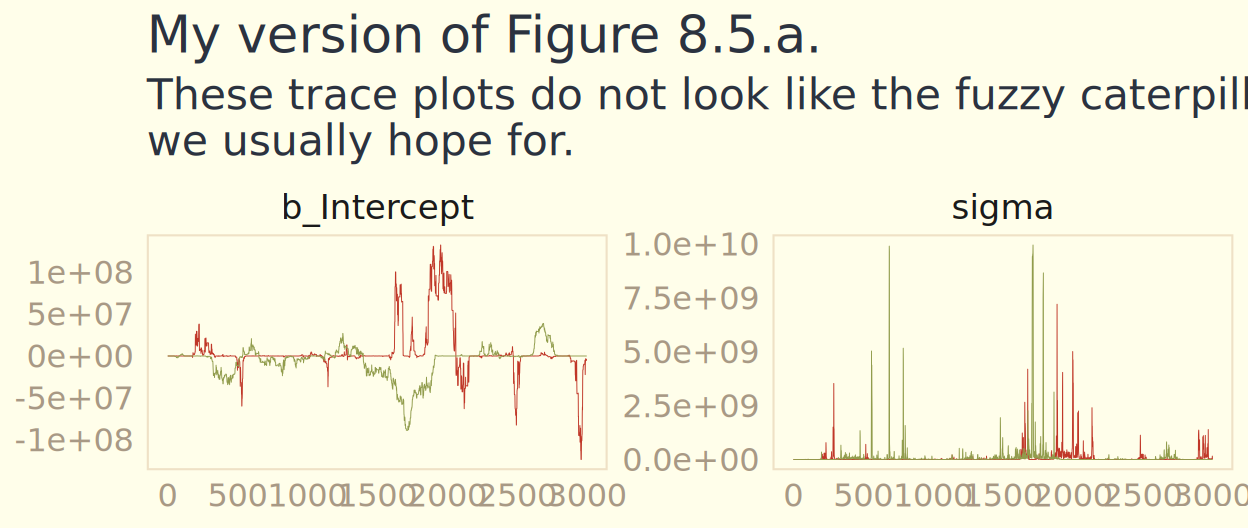 My version of Figure 8.5.a.
These trace plots do not look like the fuzzy
we usually hope for.
b_Intercept
sigma
1e+08
5e+07
0e+00
-5e+07
-1e+08
0 500 1000 1500 2000 2500 3000
1.0e+10
7.5e+09
5.0e+09
2.5e+09
0.0e+00
0 500 1000 1500 2000 2500 3000